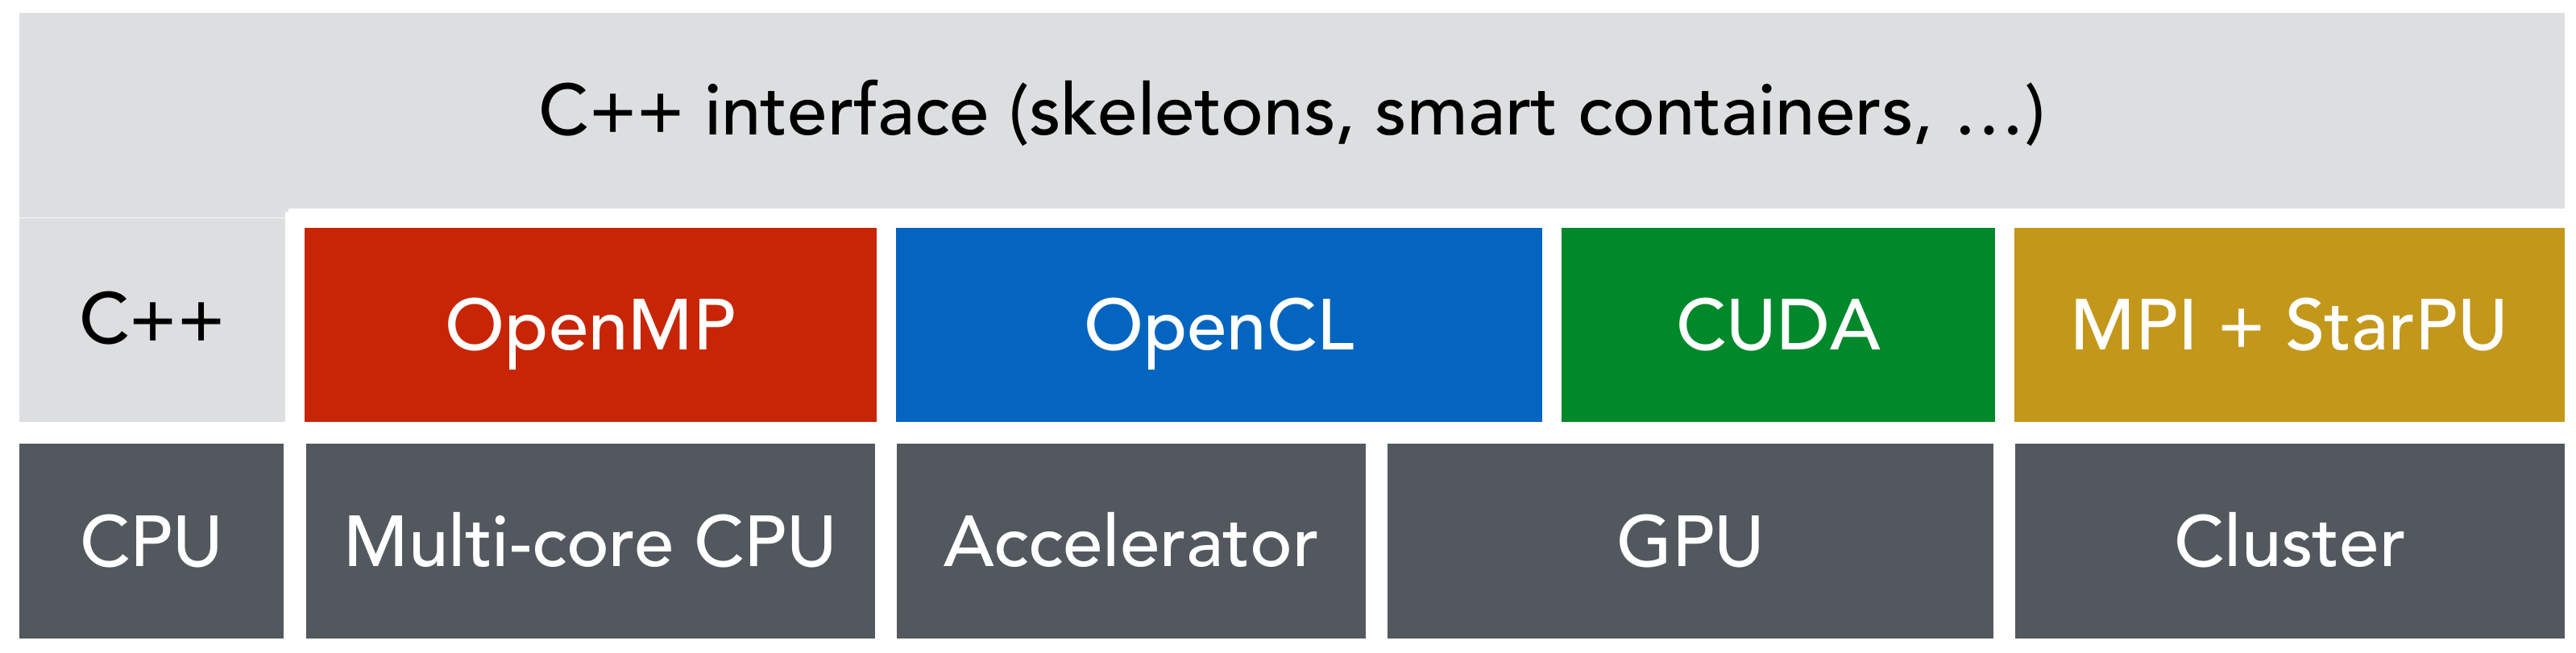 C++ interface (skeletons, smart containers, …)
C++
OpenMP
OpenCL
CUDA
MPI + StarPU
CPU
Multi-core CPU
Accelerator
GPU
Cluster